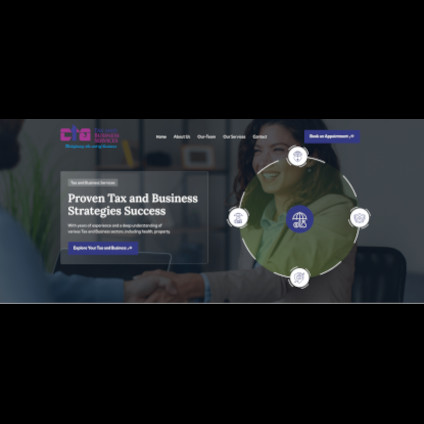 cta
Home About Us Our-Team Our Services Contact
Book an Appointment
Tax and Business Services
Proven Tax and Business
Strategies Success
With years of experience and a deep understanding of
various Tax and Business sectors, including health, property.
Explore Your Tax and Business